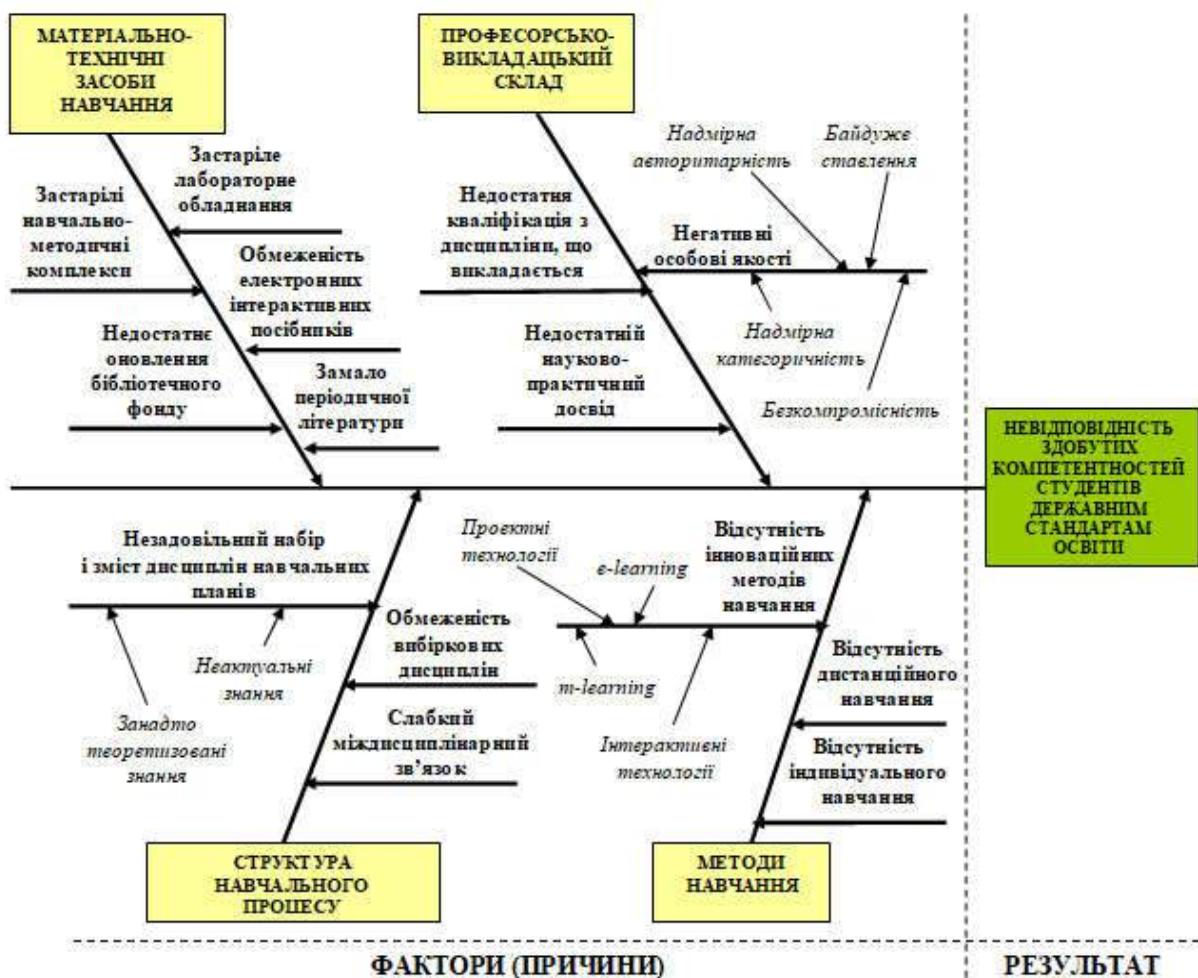 МАТЕРІАЛЬНО-
ТЕХНІЧНІ
ЗАСОБИ
НАВЧАННЯ
ПРОФЕСОРСЬКО-
ВИКЛАДАЦЬКИЙ
СКЛАД
Застаріле
лабораторне
обладнання
Застарілі
навчально-
методичні
комплекси
Обмеженість
електронних
інтерактивних
посібників
Недостатнє
оновлення
бібліотечного
фонду
Замало
періодичної
літератури
Надмірна
авторитарність
Байдуже
ставлення
Недостатня
кваліфікація з
дисципліни, що
викладається
Негативні
особові якості
Надмірна
категоричність
Недостатній
науково-
практичний
досвід
Безкомпромісність
НЕВІДПОВІДНІСТЬ
ЗДОБУТИХ
КОМПЕТЕНТНОСТЕЙ
СТУДЕНТІВ
ДЕРЖАВНИМ
СТАНДАРТАМ
ОСВІТИ
Незадовільний набір
і зміст дисциплін навчальних
планів
Неактуальні
знання
Занадто
теоретизовані
знання
Обмеженість
вибіркових
дисциплін
Слабкий
міждисциплінарний
зв’язок
Проектні
технології
e-learning
Відсутність
інноваційних
методів
навчання
m-learning
Інтерактивні
технології
Відсутність
дистанційного
навчання
Відсутність
індивідуального
навчання
СТРУКТУРА
НАВЧАЛЬНОГО
ПРОЦЕСУ
МЕТОДИ
НАВЧАННЯ
ФАКТОРИ (ПРИЧИНИ)
РЕЗУЛЬТАТ